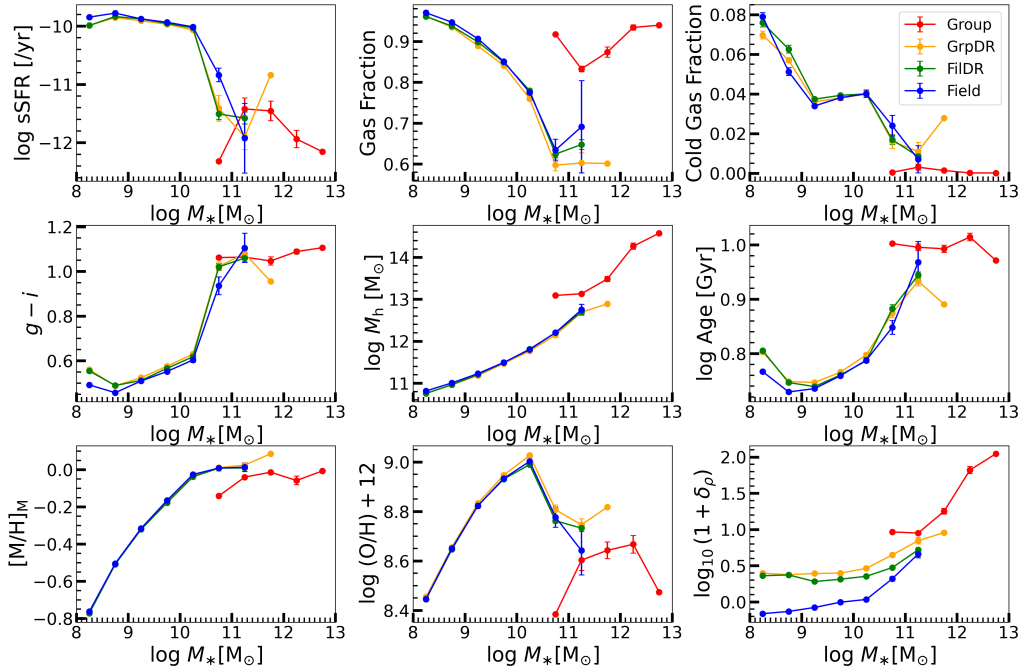 −10
−11
−12
log sSFR [/yr]
8 9 10 11 12 13
log M∗[M⊙]
0.9
0.8
0.7
0.6
Gas Fraction
8 9 10 11 12 13
log M∗[M⊙]
0.08
0.06
0.04
0.02
0.00
Cold Gas Fraction
Group
GrpDR
FilDR
Field
8 9 10 11 12 13
log M∗[M⊙]
1.2
1.0
0.8
0.6
g − i
8 9 10 11 12 13
log M∗[M⊙]
14
13
12
11
log Mh [M⊙]
8 9 10 11 12 13
log M∗[M⊙]
1.0
0.9
0.8
log Age [Gyr]
8 9 10 11 12 13
log M∗[M⊙]
0.0
−0.2
−0.4
−0.6
−0.8
[M/H]M
8 9 10 11 12 13
log M∗[M⊙]
9.0
8.8
8.6
8.4
log (O/H) + 12
8 9 10 11 12 13
log M∗[M⊙]
2.0
1.5
1.0
0.5
0.0
log10 (1 + δρ)
8 9 10 11 12 13
log M∗[M⊙]